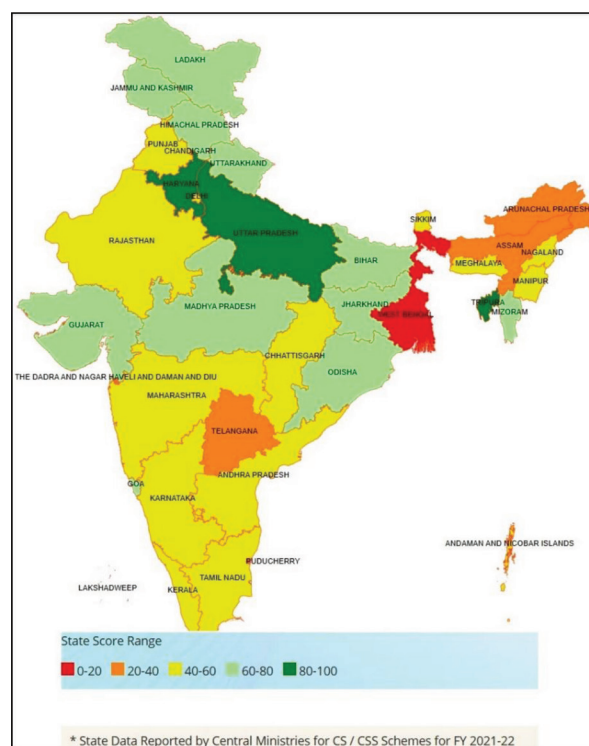 LADAKH
JAMMU AND KASHMIR
HIMACHAL PRADESH
PUNJAB
CHANDIGARH
UTTARAKHAND
HARYANA
DELHI
ARUNACHAL PRADESH
SIKKIM
RAJASTHAN
UTTAR PRADESH
ASSAM
NAGALAND
BIHAR
MEGHALAYA
MANIPUR
MADHYA PRADESH
JHARKHAND
WEST BENGAL
TRIPURA
MIZORAM
GUJARAT
CHHATTISGARH
ODISHA
THE DADRA AND NAGAR HAVELI AND DAMAN AND DIU
MAHARASHTRA
TELANGANA
ANDHRA PRADESH
GOA
KARNATAKA
ANDAMAN AND NICOBAR ISLANDS
PUDUCHERRY
TAMIL NADU
LAKSHADWEEP
KERALA
State Score Range
0-20 20-40 40-60 60-80 80-100
* State Data Reported by Central Ministries for CS / CSS Schemes for FY 2021-22